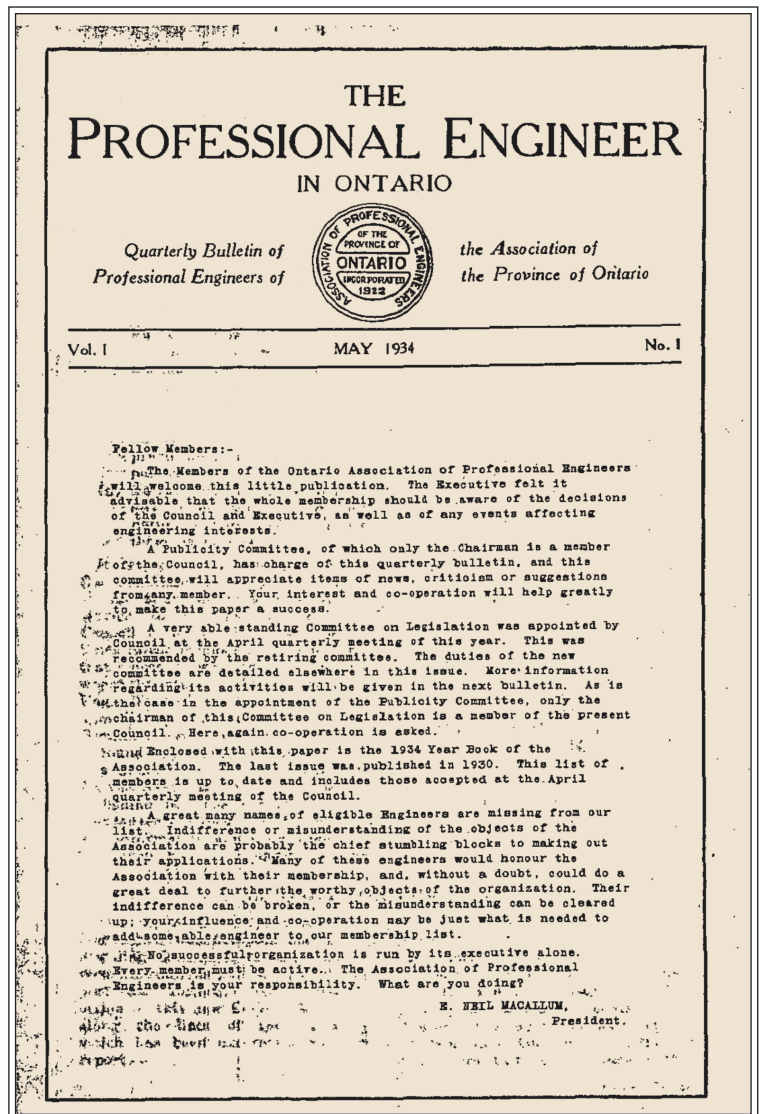 THE
PROFESSIONAL ENGINEER
IN ONTARIO
Quarterly Bulletin of the Association of
Professional Engineers of the Province of Ontario
ASSOCIATION OF PROFESSIONAL ENGINEERS
OF THE
PROVINCE OF
ONTARIO
INCORPORATED
1922
Vol. I MAY 1934 No. 1
Fellow Members:-
The Members of the Ontario Association of Professional Engineers
will welcome this little publication. The Executive felt it
advisable that the whole membership should be aware of the decisions
of the Council and Executive, as well as of any events affecting
engineering interests.
A Publicity Committee, of which only the Chairman is a member
of the Council, has charge of this quarterly bulletin, and this
committee will appreciate items of news, criticism or suggestions
from any member. Your interest and co-operation will help greatly
to make this paper a success.
A very able standing Committee on Legislation was appointed by
Council at the April quarterly meeting of this year. This was
recommended by the retiring committee. The duties of the new
committee are detailed elsewhere in this issue. More information
regarding its activities will be given in the next bulletin. As is
the case in the appointment of the Publicity Committee, only the
chairman of this Committee on Legislation is a member of the present
Council. Here again co-operation is asked.
Enclosed with this paper is the 1934 Year Book of the
Association. The last issue was published in 1930. This list of
members is up to date and includes those accepted at the April
quarterly meeting of the Council.
A great many names of eligible Engineers are missing from our
list. Indifference or misunderstanding of the objects of the
Association are probably the chief stumbling blocks to making out
their applications. Many of these engineers would honour the
Association with their membership, and, without a doubt, could do a
great deal to further the worthy objects of the organization. Their
indifference can be broken, or the misunderstanding can be cleared
up; your influence and co-operation may be just what is needed to
add some able engineer to our membership list.
No successful organization is run by its executive alone.
Every member must be active. The Association of Professional
Engineers is your responsibility. What are you doing?
E. NEIL MACALLUM,
President.